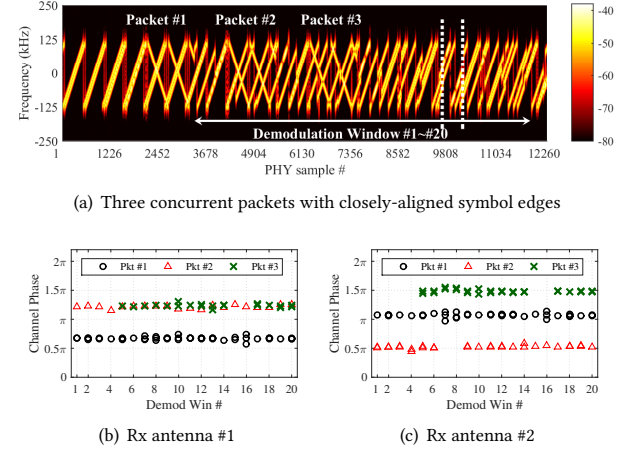 Packet #1 Packet #2 Packet #3
Frequency (kHz)
250
125
0
-125
-250
Demodulation Window #1~#20
1 1226 2452 3678 4904 6130 7356 8582 9808 11034 12260
PHY sample #
-40
-50
-60
-70
-80
(a) Three concurrent packets with closely-aligned symbol edges
Channel Phase
2π
1.5π
π
0.5π
0
Pkt #1 Pkt #2 Pkt #3
1 2 4 6 8 10 12 14 16 18 20
Demod Win #
(b) Rx antenna #1
Channel Phase
2π
1.5π
π
0.5π
0
Pkt #1 Pkt #2 Pkt #3
1 2 4 6 8 10 12 14 16 18 20
Demod Win #
(c) Rx antenna #2